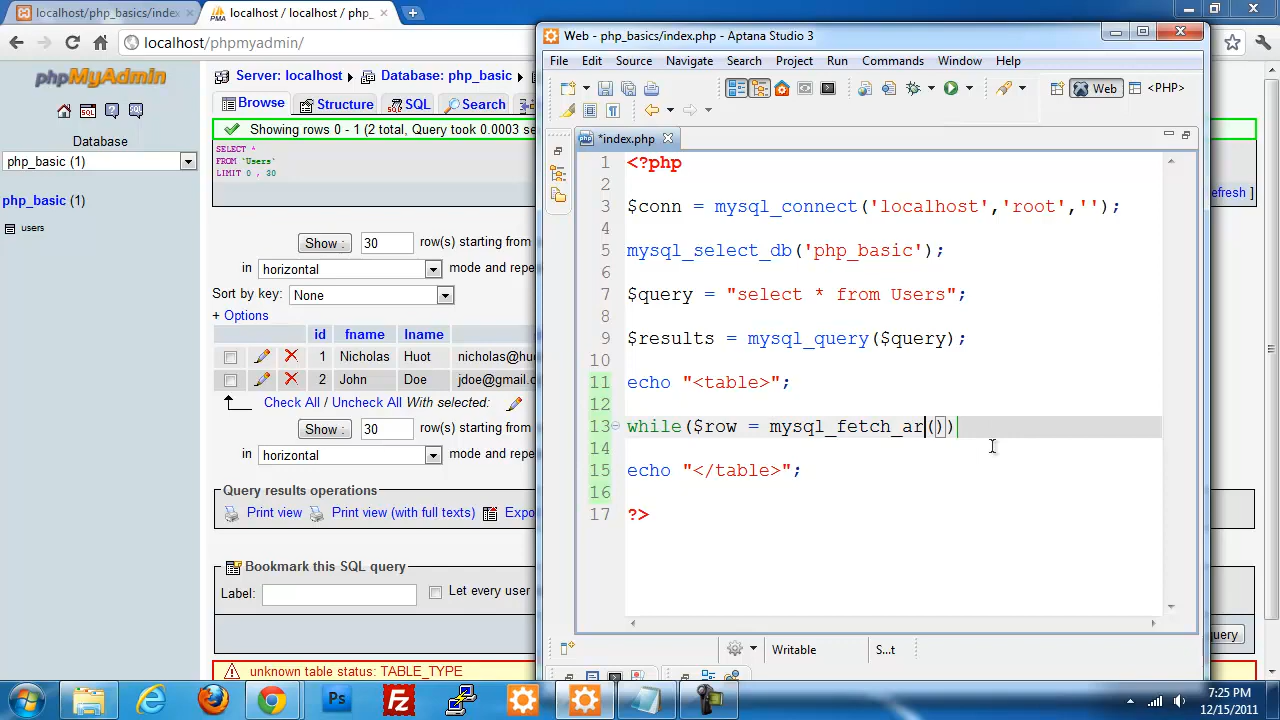 localhost/php_basics/index
localhost / localhost / php_
localhost/phpmyadmin/
phpMyAdmin
Database
php_basic (1)
php_basic (1)
users
Server: localhost
Database: php_basic
Browse
Structure
SQL
Search
Showing rows 0 - 1 (2 total, Query took 0.0003 se
SELECT *
FROM `Users`
LIMIT 0 , 30
Show :
30
row(s) starting from
in
horizontal
mode and repe
Sort by key:
None
+ Options
id fname lname
1 Nicholas Huot nicholas@hu
2 John Doe jdoe@gmail.c
Check All / Uncheck All With selected:
Show :
30
row(s) starting from
in
horizontal
mode and repe
Query results operations
Print view
Print view (with full texts)
Expo
Bookmark this SQL query
Label:
Let every user
unknown table status: TABLE_TYPE
efresh ]
uery
Web - php_basics/index.php - Aptana Studio 3
File Edit Source Navigate Search Project Run Commands Window Help
Web
<PHP>
*index.php
1 <?php
2
3 $conn = mysql_connect('localhost','root','');
4
5 mysql_select_db('php_basic');
6
7 $query = "select * from Users";
8
9 $results = mysql_query($query);
10
11 echo "<table>";
12
13 while($row = mysql_fetch_ar())
14
15 echo "</table>";
16
17 ?>
Writable
S...t
Ps
Fz
7:25 PM
12/15/2011